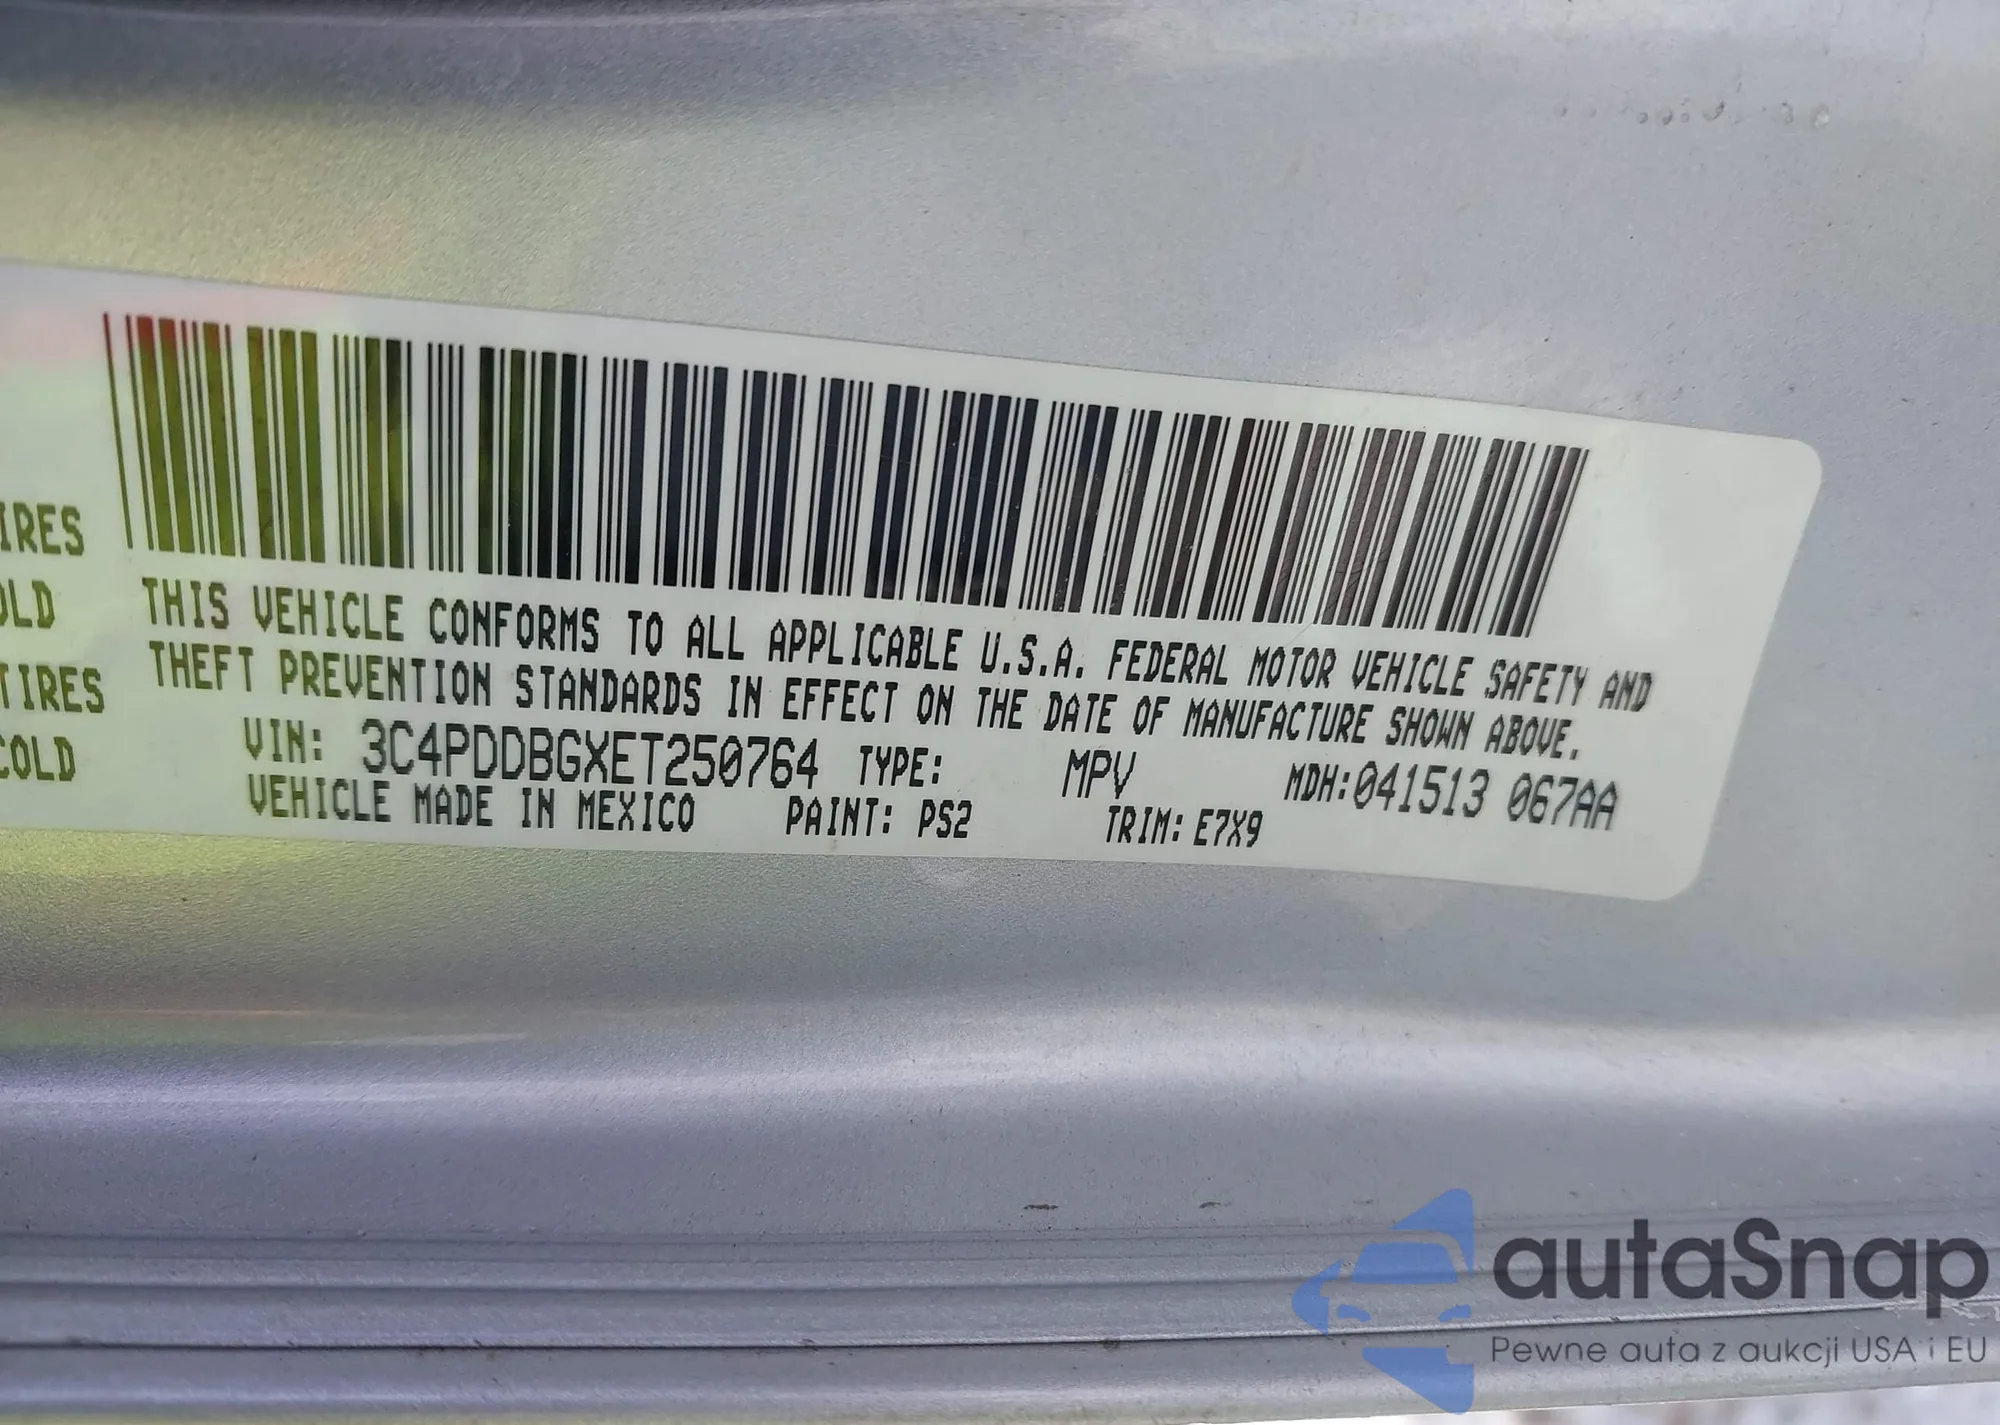 IRES
OLD
TIRES
COLD
THIS VEHICLE CONFORMS TO ALL APPLICABLE U.S.A. FEDERAL MOTOR VEHICLE SAFETY AND
THEFT PREVENTION STANDARDS IN EFFECT ON THE DATE OF MANUFACTURE SHOWN ABOVE.
VIN: 3C4PDDBGXET250764 TYPE: MPV MDH:041513 067AA
VEHICLE MADE IN MEXICO PAINT: PS2 TRIM: E7X9
autaSnap
Pewne auta z aukcji USA i EU